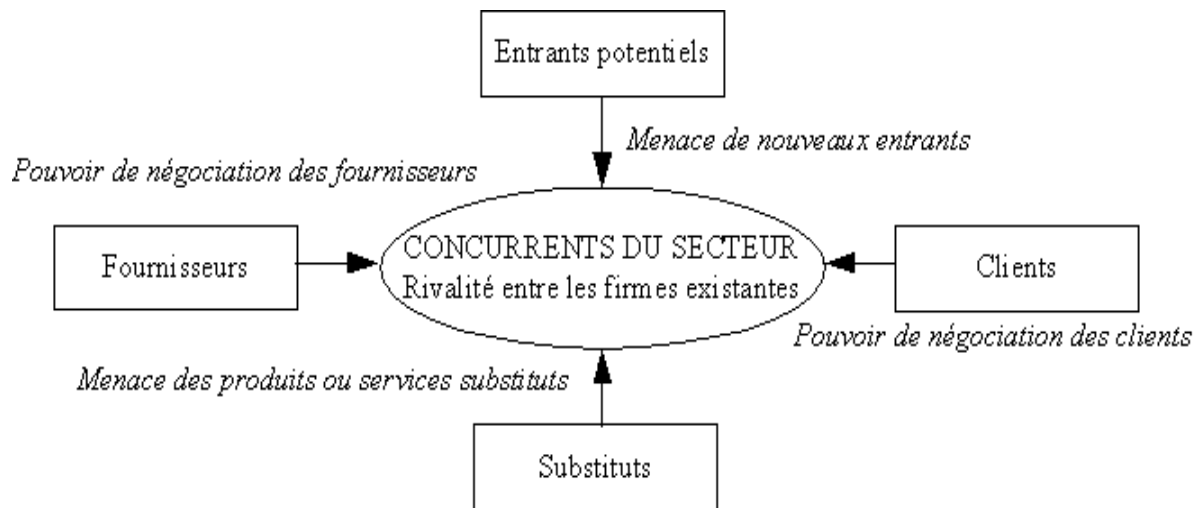 Entrants potentiels
Menace de nouveaux entrants
Pouvoir de négociation des fournisseurs
Fournisseurs
CONCURRENTS DU SECTEUR
Rivalité entre les firmes existantes
Clients
Pouvoir de négociation des clients
Menace des produits ou services substituts
Substituts